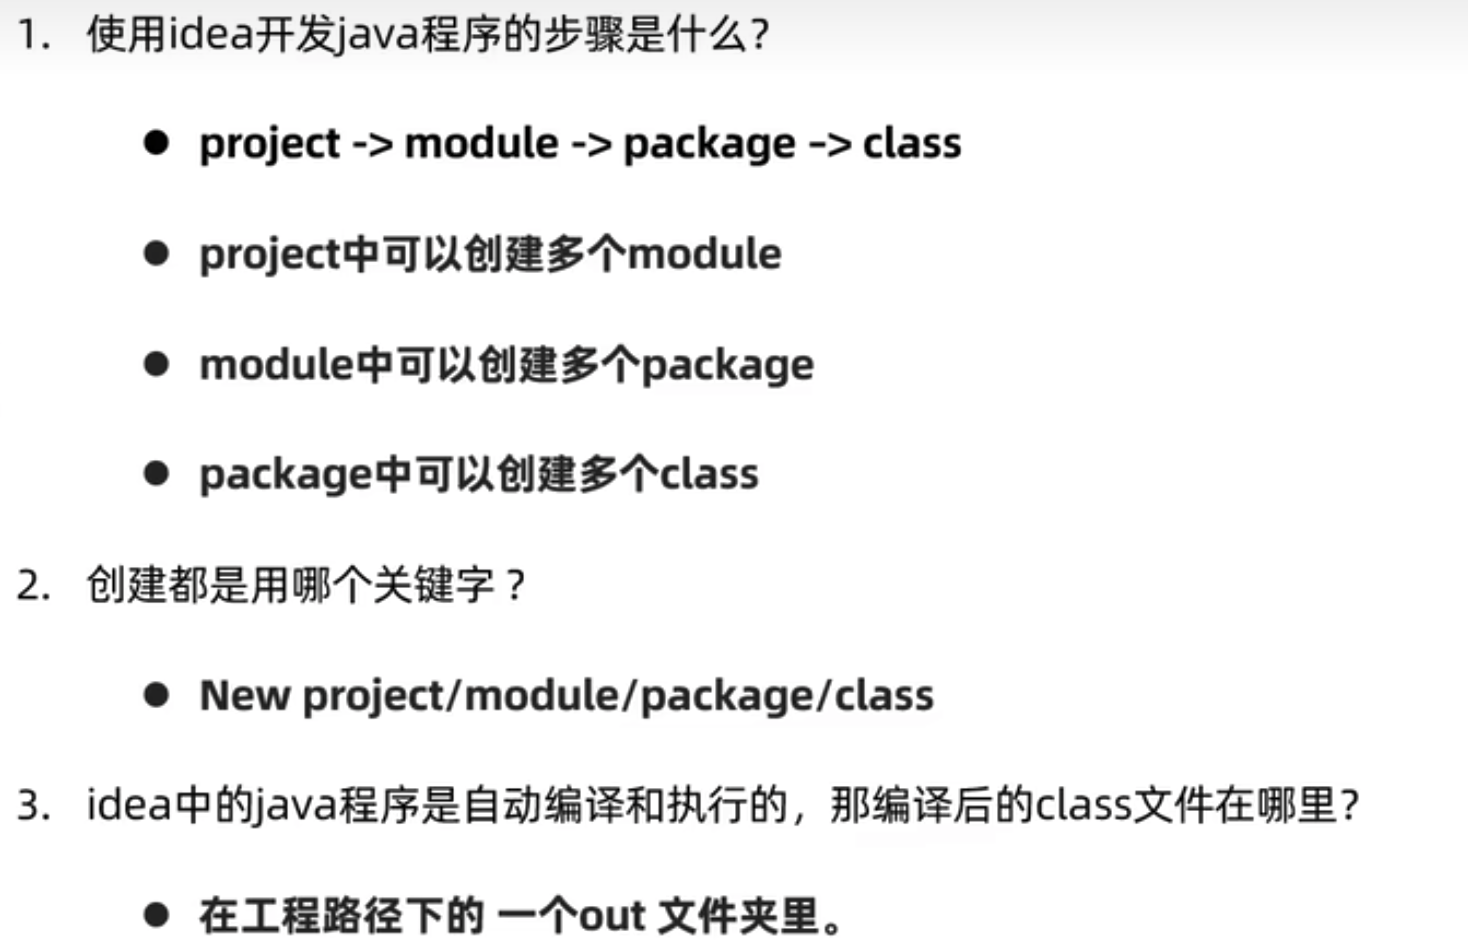 1. 使用idea开发java程序的步骤是什么?
● project -> module -> package –> class
● project中可以创建多个module
● module中可以创建多个package
● package中可以创建多个class
2. 创建都是用哪个关键字 ?
● New project/module/package/class
3. idea中的java程序是自动编译和执行的，那编译后的class文件在哪里?
● 在工程路径下的 一个out 文件夹里。